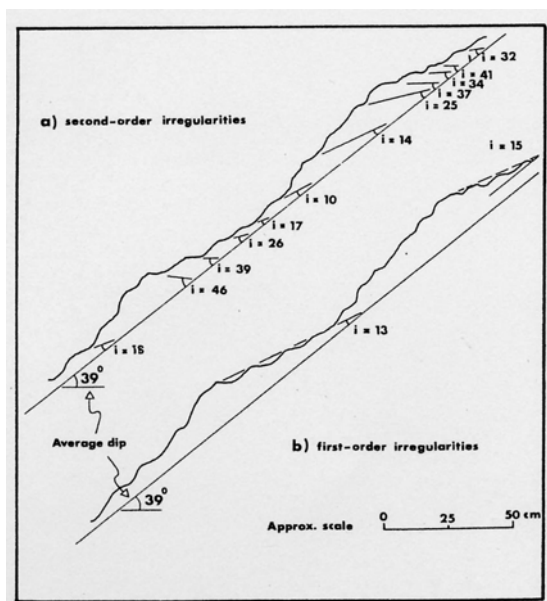 i = 32
i = 41
i = 34
i = 37
i = 25
a) second-order irregularities
i = 14
i = 15
i = 10
i = 17
i = 26
i = 39
i = 46
i = 13
i = 18
39°
Average dip
b) first-order irregularities
39°
Approx. scale
0 25 50 cm